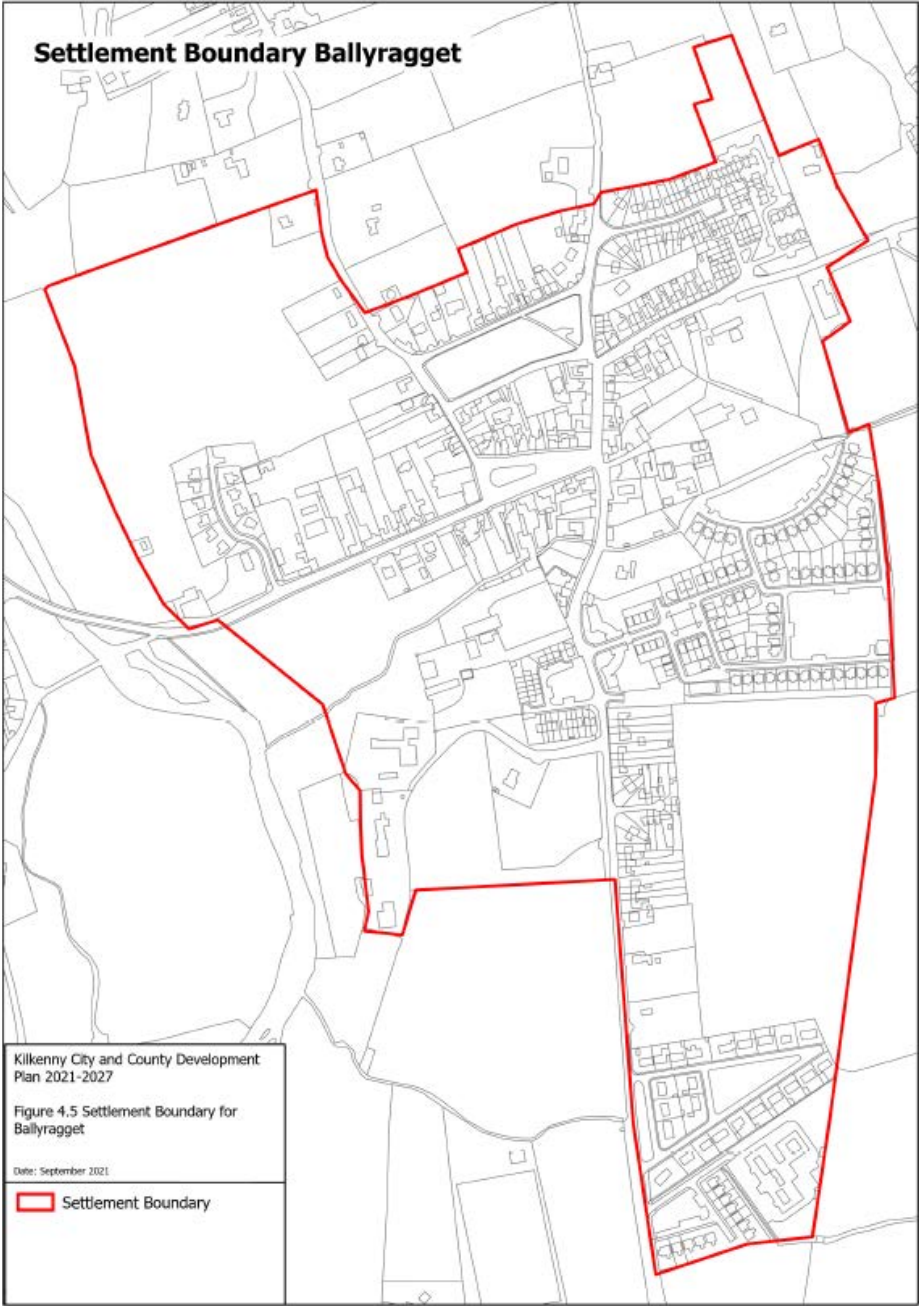 Settlement Boundary Ballyragget
Kilkenny City and County Development
Plan 2021-2027
Figure 4.5 Settlement Boundary for
Ballyragget
Date: September 2021
Settlement Boundary